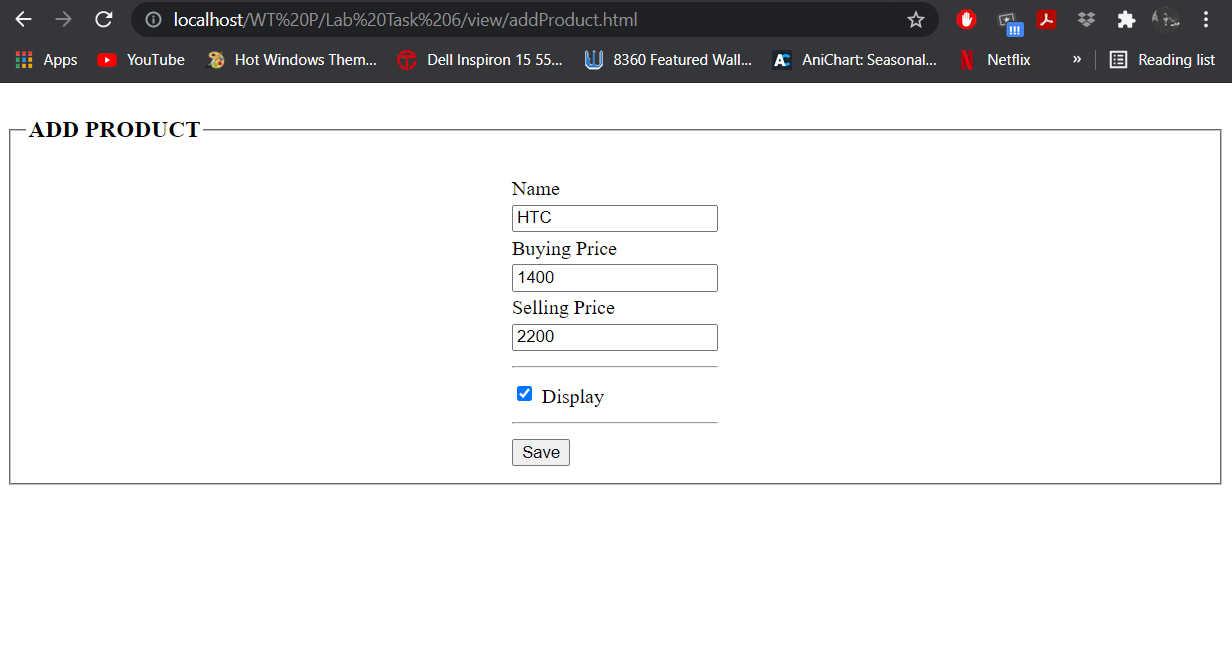 localhost/WT%20P/Lab%20Task%206/view/addProduct.html
Apps YouTube Hot Windows Them... Dell Inspiron 15 55... 8360 Featured Wall... AC AniChart: Seasonal... Netflix » Reading list
ADD PRODUCT
Name
HTC
Buying Price
1400
Selling Price
2200
Display
Save